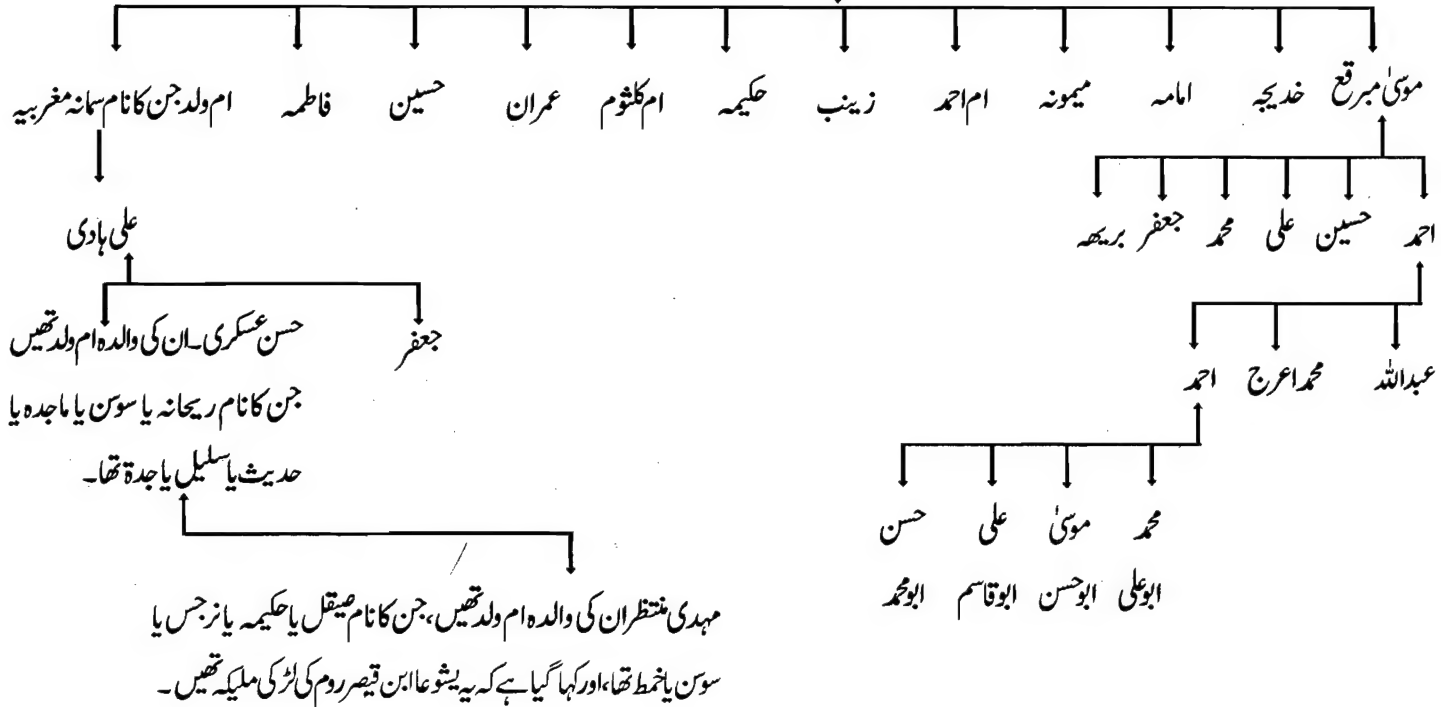 موسیٰ مبرقع خدیجہ امامہ میمونہ ام احمد زینب حکیمہ ام کلثوم عمران حسین فاطمہ ام ولد جن کا نام سمانہ مغربیہ
احمد حسین علی محمد جعفر بریھہ
علی ہادی
عبداللہ محمد اعرج احمد
جعفر
حسن عسکری۔ ان کی والدہ ام ولد تھیں
جن کا نام ریحانہ یا سوسن یا ماجدہ یا
حدیث یا سلیل یا جدۃ تھا۔
محمد موسیٰ علی حسن
ابوعلی ابوحسن ابوقاسم ابومحمد
مہدی منتظر ان کی والدہ ام ولد تھیں، جن کا نام صیقل یا حکیمہ یا نرجس یا
سوسن یا خمط تھا، اور کہا گیا ہے کہ یہ یشوعا ابن قیصر روم کی لڑکی ملیکہ تھیں۔